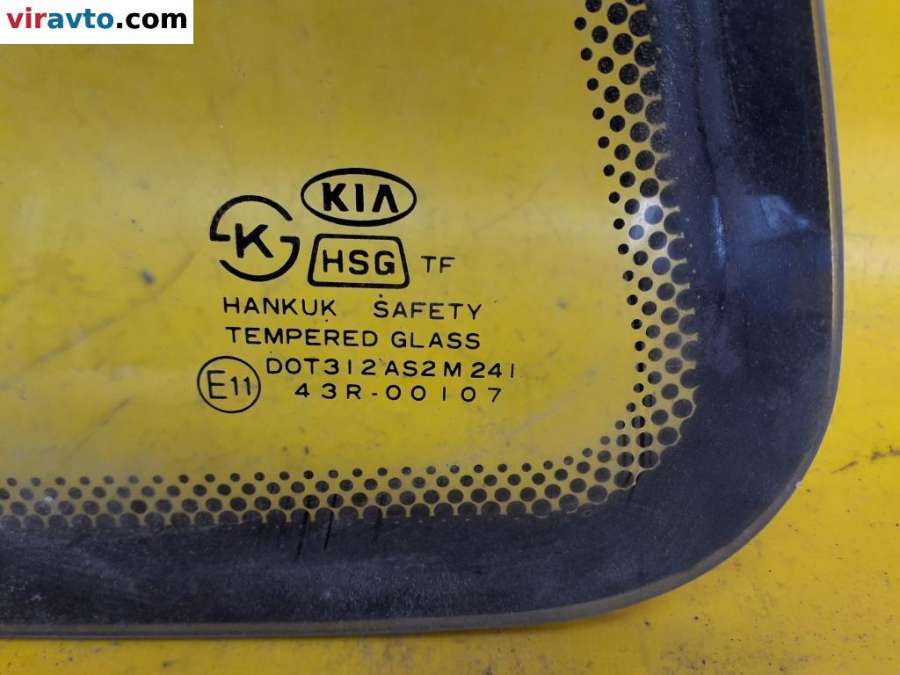 viravto.com
KIA
K
HSG TF
HANKUK SAFETY
TEMPERED GLASS
DOT312 AS2 M241
E11
43R-00107